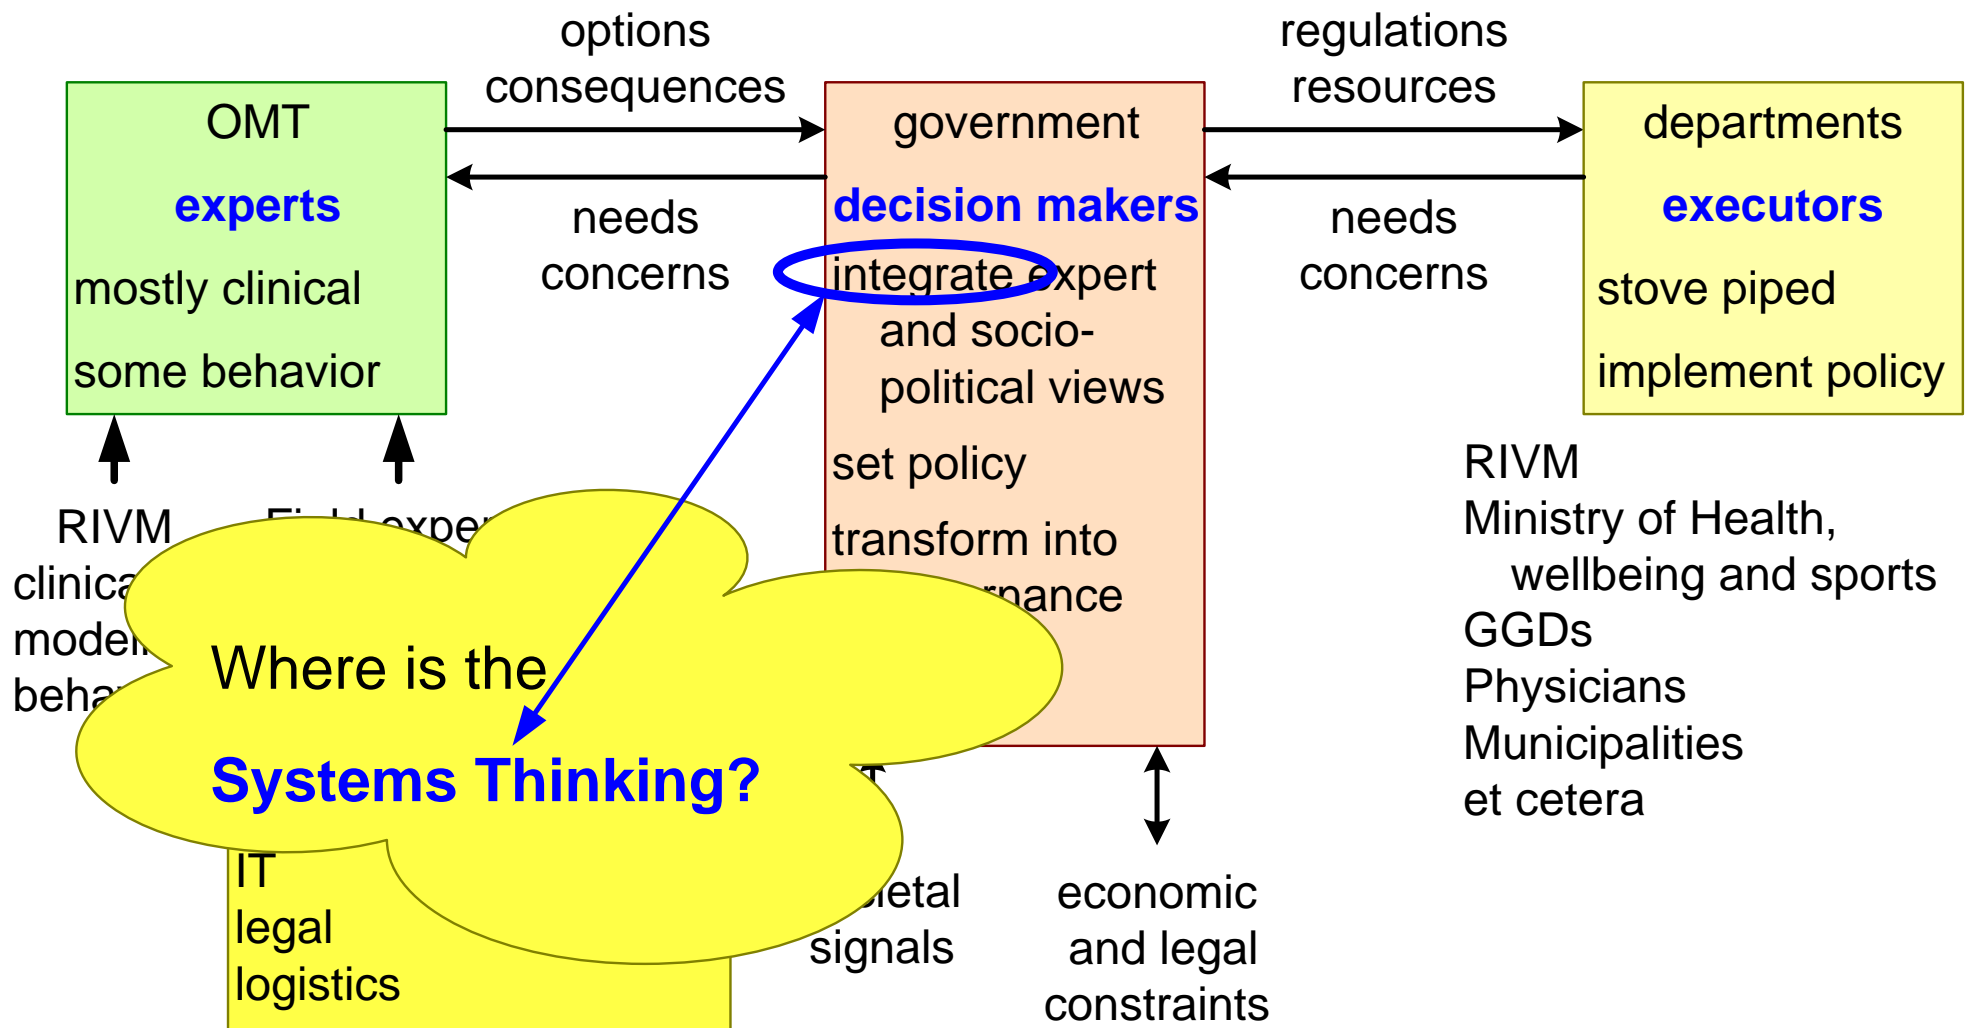 options
consequences
regulations
resources
OMT
experts
mostly clinical
some behavior
needs
concerns
government
decision makers
integrate expert
and socio-
political views
set policy
transform into
needs
concerns
departments
executors
stove piped
implement policy
RIVM
Where is the
Systems Thinking?
IT
legal
logistics
signals
economic
and legal
constraints
RIVM
Ministry of Health,
wellbeing and sports
GGDs
Physicians
Municipalities
et cetera